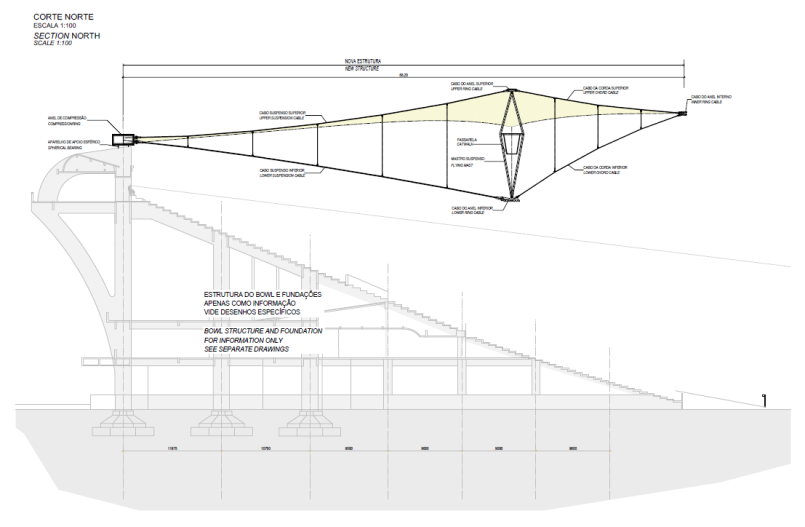 CORTE NORTE
ESCALA 1:100
SECTION NORTH
SCALE 1:100
NOVA ESTRUTURA
NEW STRUCTURE
CABO DO ANEL SUPERIOR
UPPER RING CABLE
CABO DA CORDA SUPERIOR
UPPER CHORD CABLE
CABO DO ANEL INTERNO
INNER RING CABLE
CABO SUSPENSO SUPERIOR
UPPER SUSPENSION CABLE
ANEL DE COMPRESSÃO
COMPRESSION RING
APARELHO DE APOIO ESFÉRICO
SPHERICAL BEARING
PASSARELA
CATWALK
MASTRO SUSPENSO
FLYING MAST
CABO SUSPENSO INFERIOR
LOWER SUSPENSION CABLE
CABO DA CORDA INFERIOR
LOWER CHORD CABLE
CABO DO ANEL INFERIOR
LOWER RING CABLE
ESTRUTURA DO BOWL E FUNDAÇÕES
APENAS COMO INFORMAÇÃO
VIDE DESENHOS ESPECÍFICOS
BOWL STRUCTURE AND FOUNDATION
FOR INFORMATION ONLY
SEE SEPARATE DRAWINGS